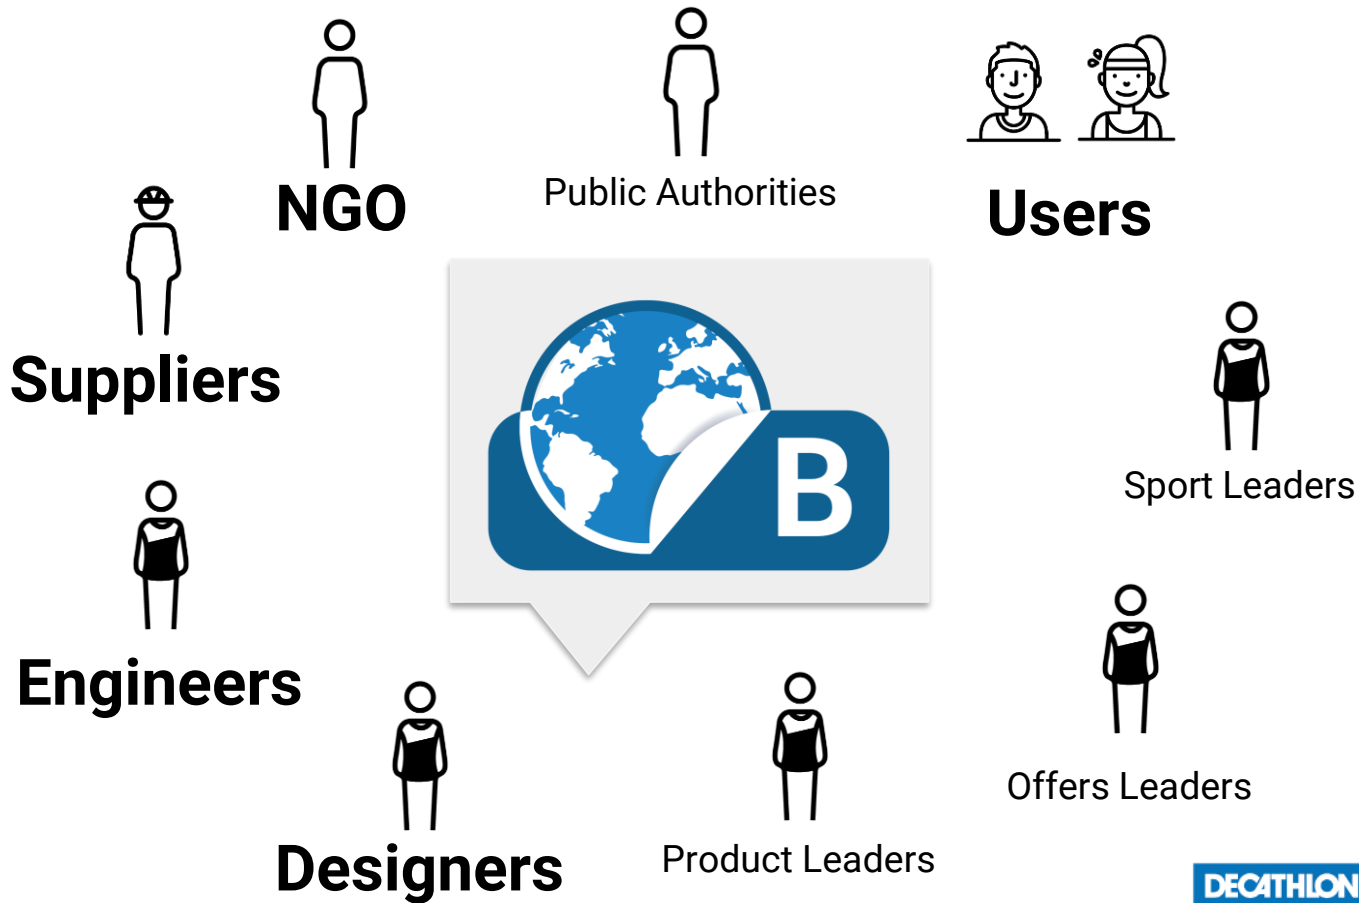 NGO
Public Authorities
Users
Suppliers
B
Sport Leaders
Engineers
Offers Leaders
Designers
Product Leaders
DECATHLON